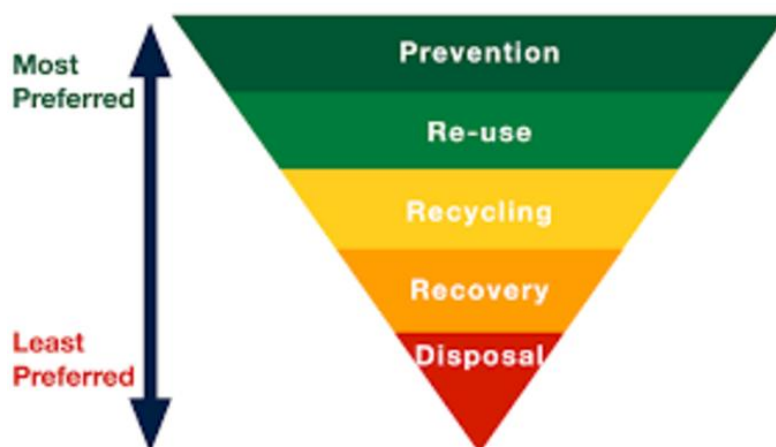 Most
Preferred
Prevention
Re-use
Recycling
Recovery
Disposal
Least
Preferred